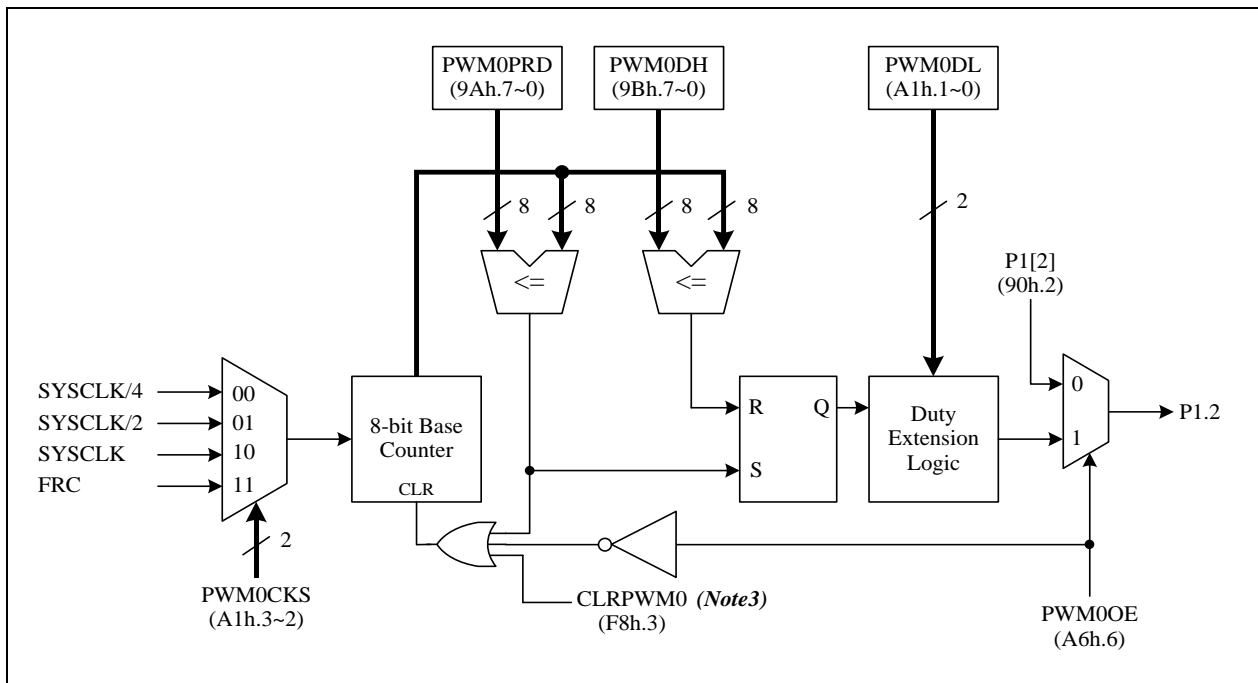 PWM0PRD
(9Ah.7~0)
PWM0DH
(9Bh.7~0)
PWM0DL
(A1h.1~0)
8
8
8
8
2
<=
<=
P1[2]
(90h.2)
SYSCLK/4
SYSCLK/2
SYSCLK
FRC
00
01
10
11
8-bit Base
Counter
CLR
R
Q
S
Duty
Extension
Logic
0
1
P1.2
2
PWM0CKS
(A1h.3~2)
CLRPWM0 (Note3)
(F8h.3)
PWM0OE
(A6h.6)